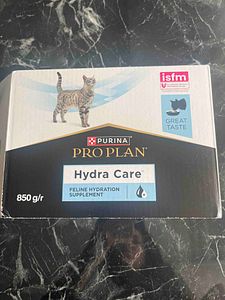 isfm
GREAT
TASTE
PURINA
PRO PLAN
Hydra Care
FELINE HYDRATION
SUPPLEMENT
850 g/r